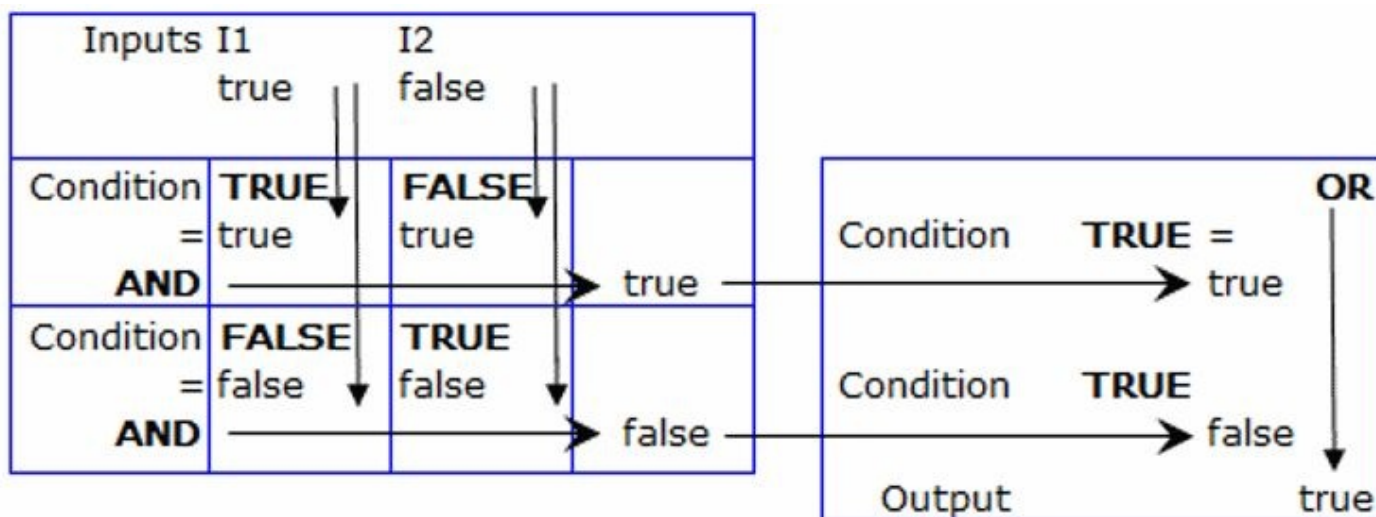 Inputs I1 I2
true false
Condition TRUE FALSE OR
= true true Condition TRUE =
AND true true
Condition FALSE TRUE
= false false Condition TRUE
AND false false
Output true